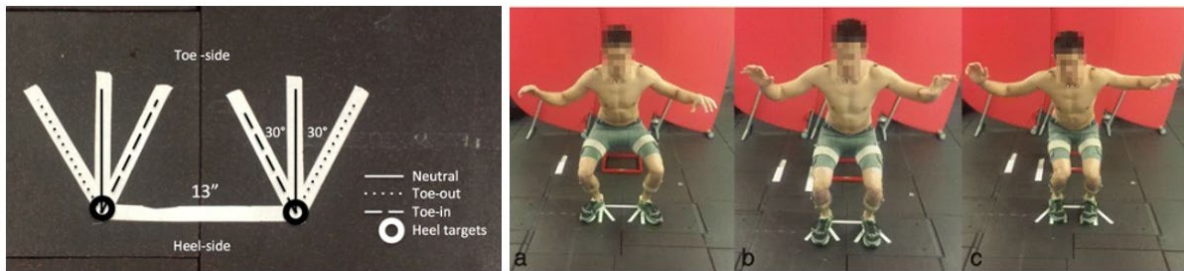 Toe -side
30° 30°
13”
Neutral
Toe-out
Toe-in
Heel targets
Heel-side
a b c